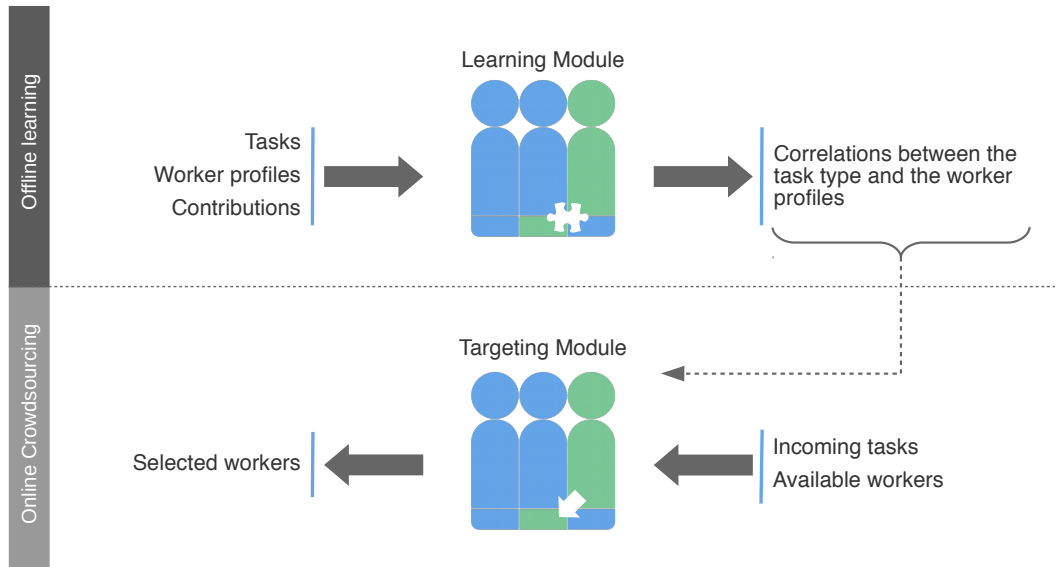 Offline learning
Learning Module
Tasks
Worker profiles
Contributions
Correlations between the
task type and the worker
profiles
Online Crowdsourcing
Targeting Module
Selected workers
Incoming tasks
Available workers